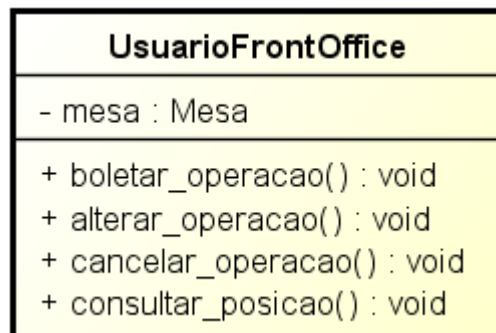 UsuarioFrontOffice
- mesa : Mesa
+ boletar_operacao() : void
+ alterar_operacao() : void
+ cancelar_operacao() : void
+ consultar_posicao() : void